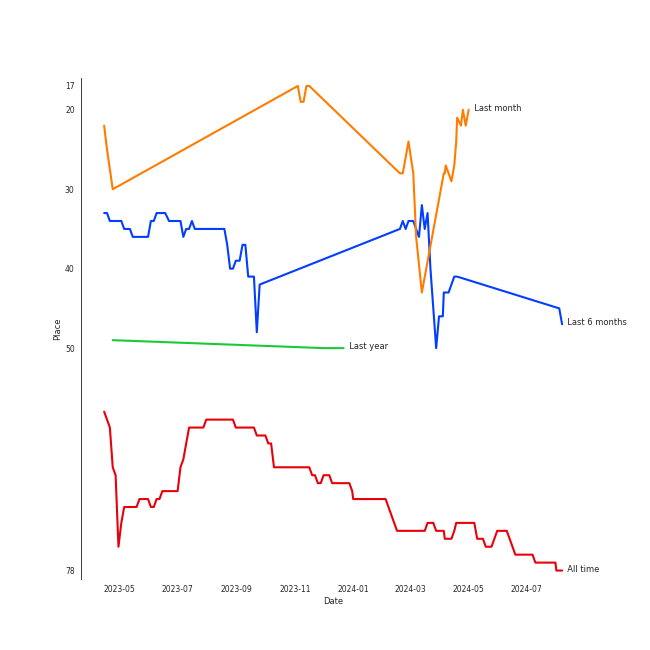 17
20
Last month
30
40
Last 6 months
Place
Last year
50
78
All time
2023-05 2023-07 2023-09 2023-11 2024-01 2024-03 2024-05 2024-07
Date